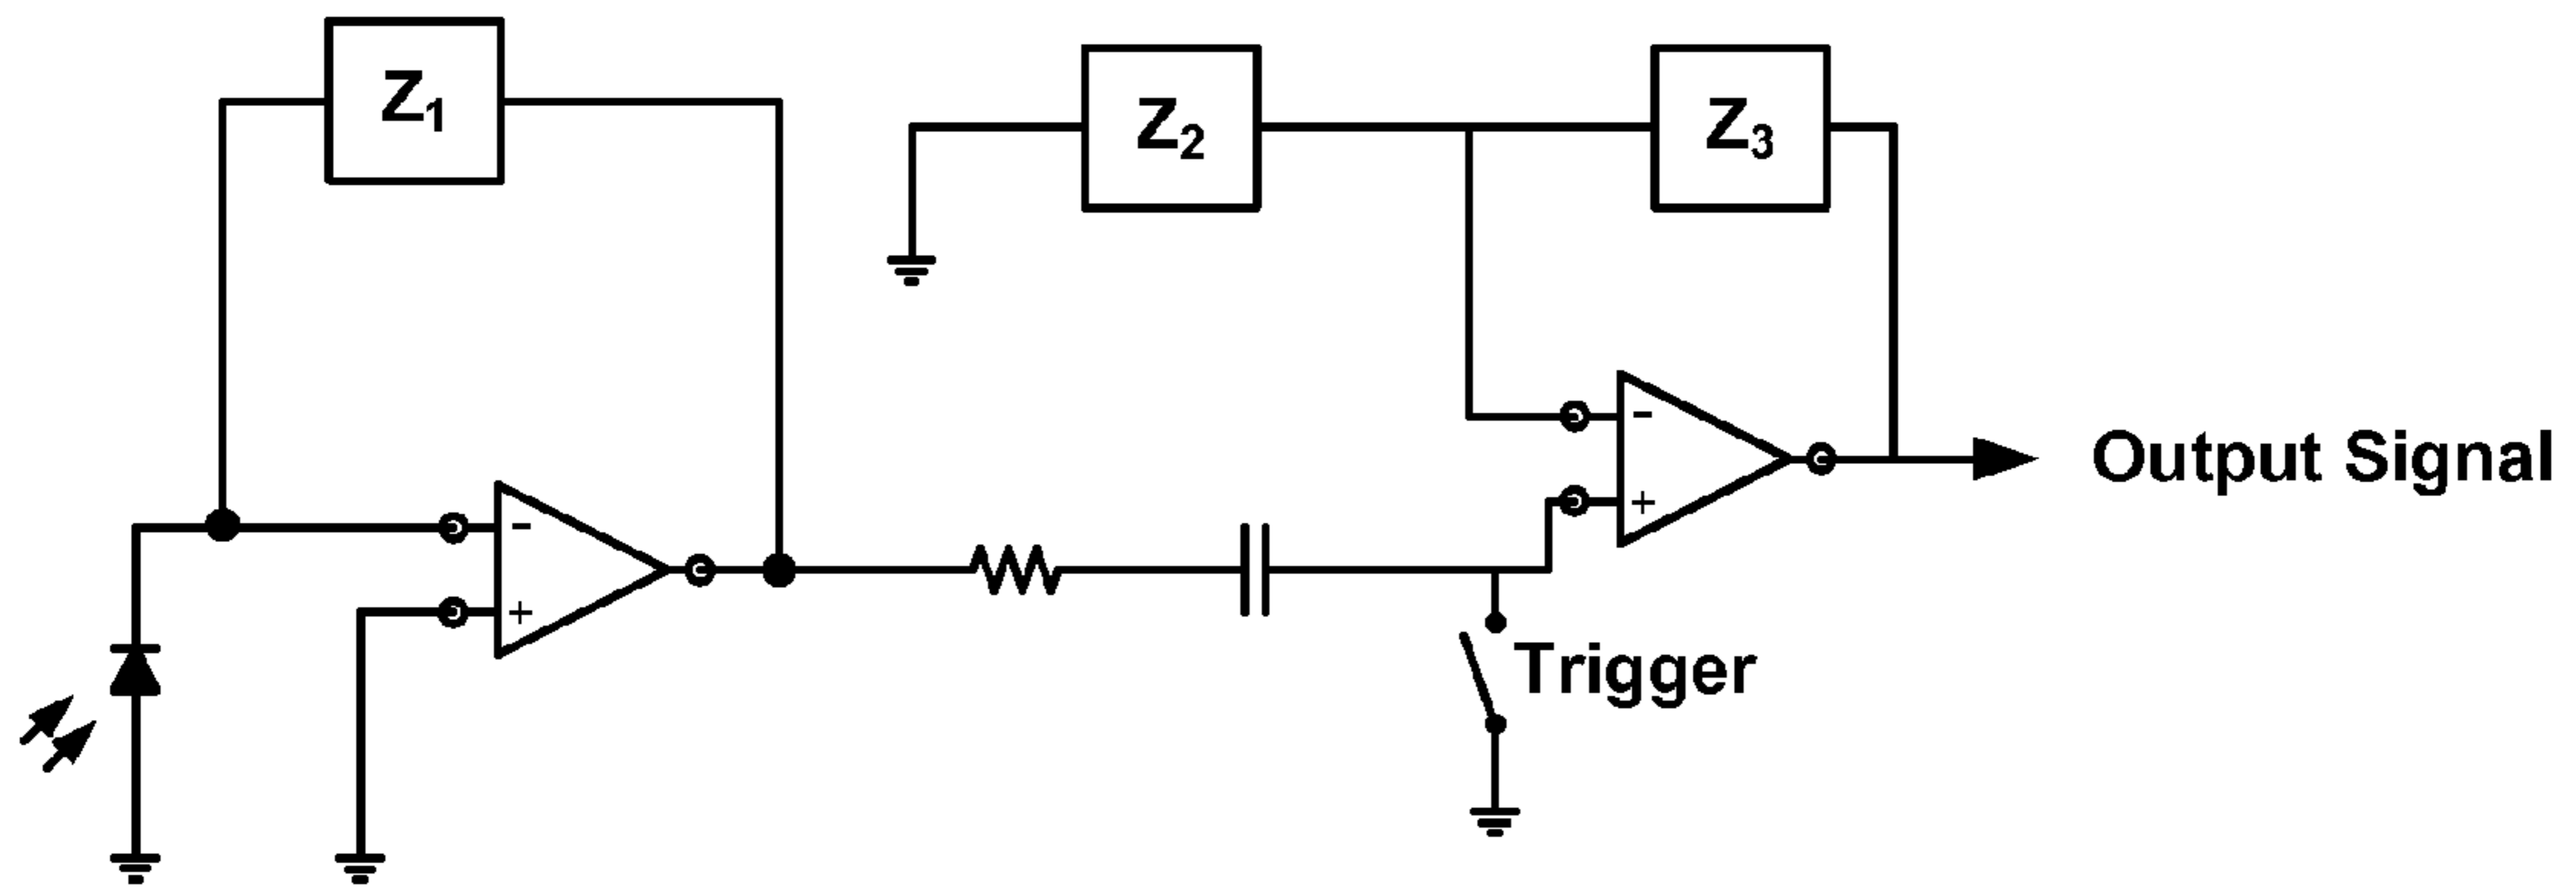 Z₁
Z₂
Z₃
-
+
-
+
Output Signal
Trigger